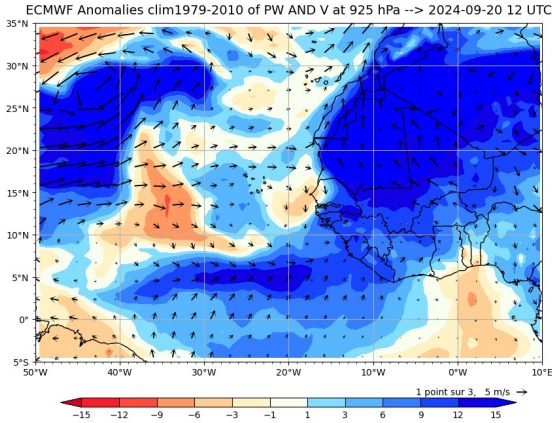 ECMWF Anomalies clim1979-2010 of PW AND V at 925 hPa --> 2024-09-20 12 UTC
35°N
30°N
25°N
20°N
15°N
10°N
5°N
0°
5°S
50°W 40°W 30°W 20°W 10°W 0°W 10°E
1 point sur 3, 5 m/s
−15 −12 −9 −6 −3 −1 1 3 6 9 12 15